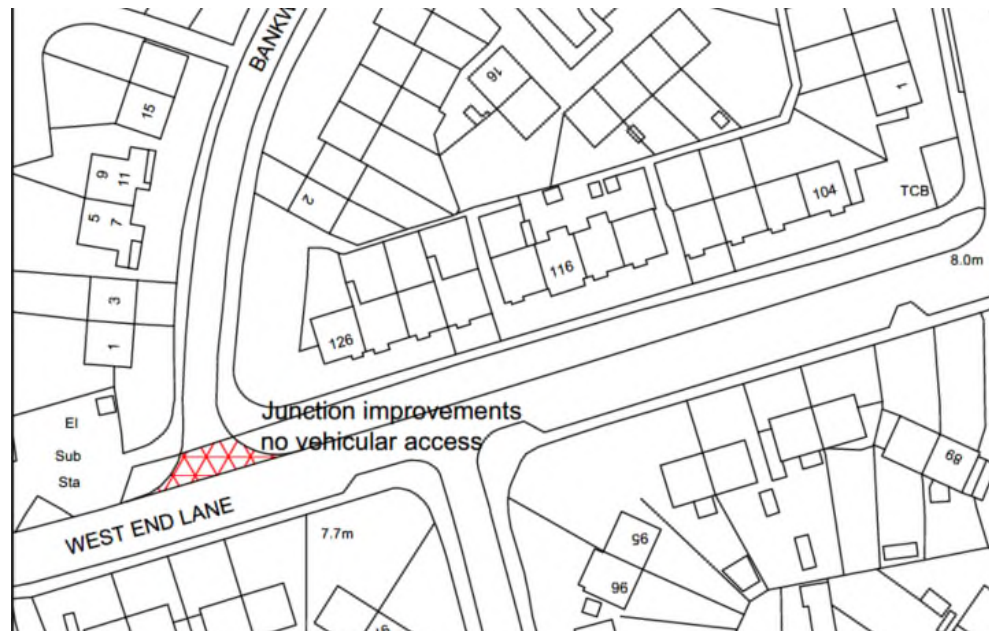 BANKW
15
16
1
9
11
5
7
2
104
TCB
116
8.0m
3
1
126
Junction improvements
no vehicular access
El
Sub
Sta
89
WEST END LANE
7.7m
95
96